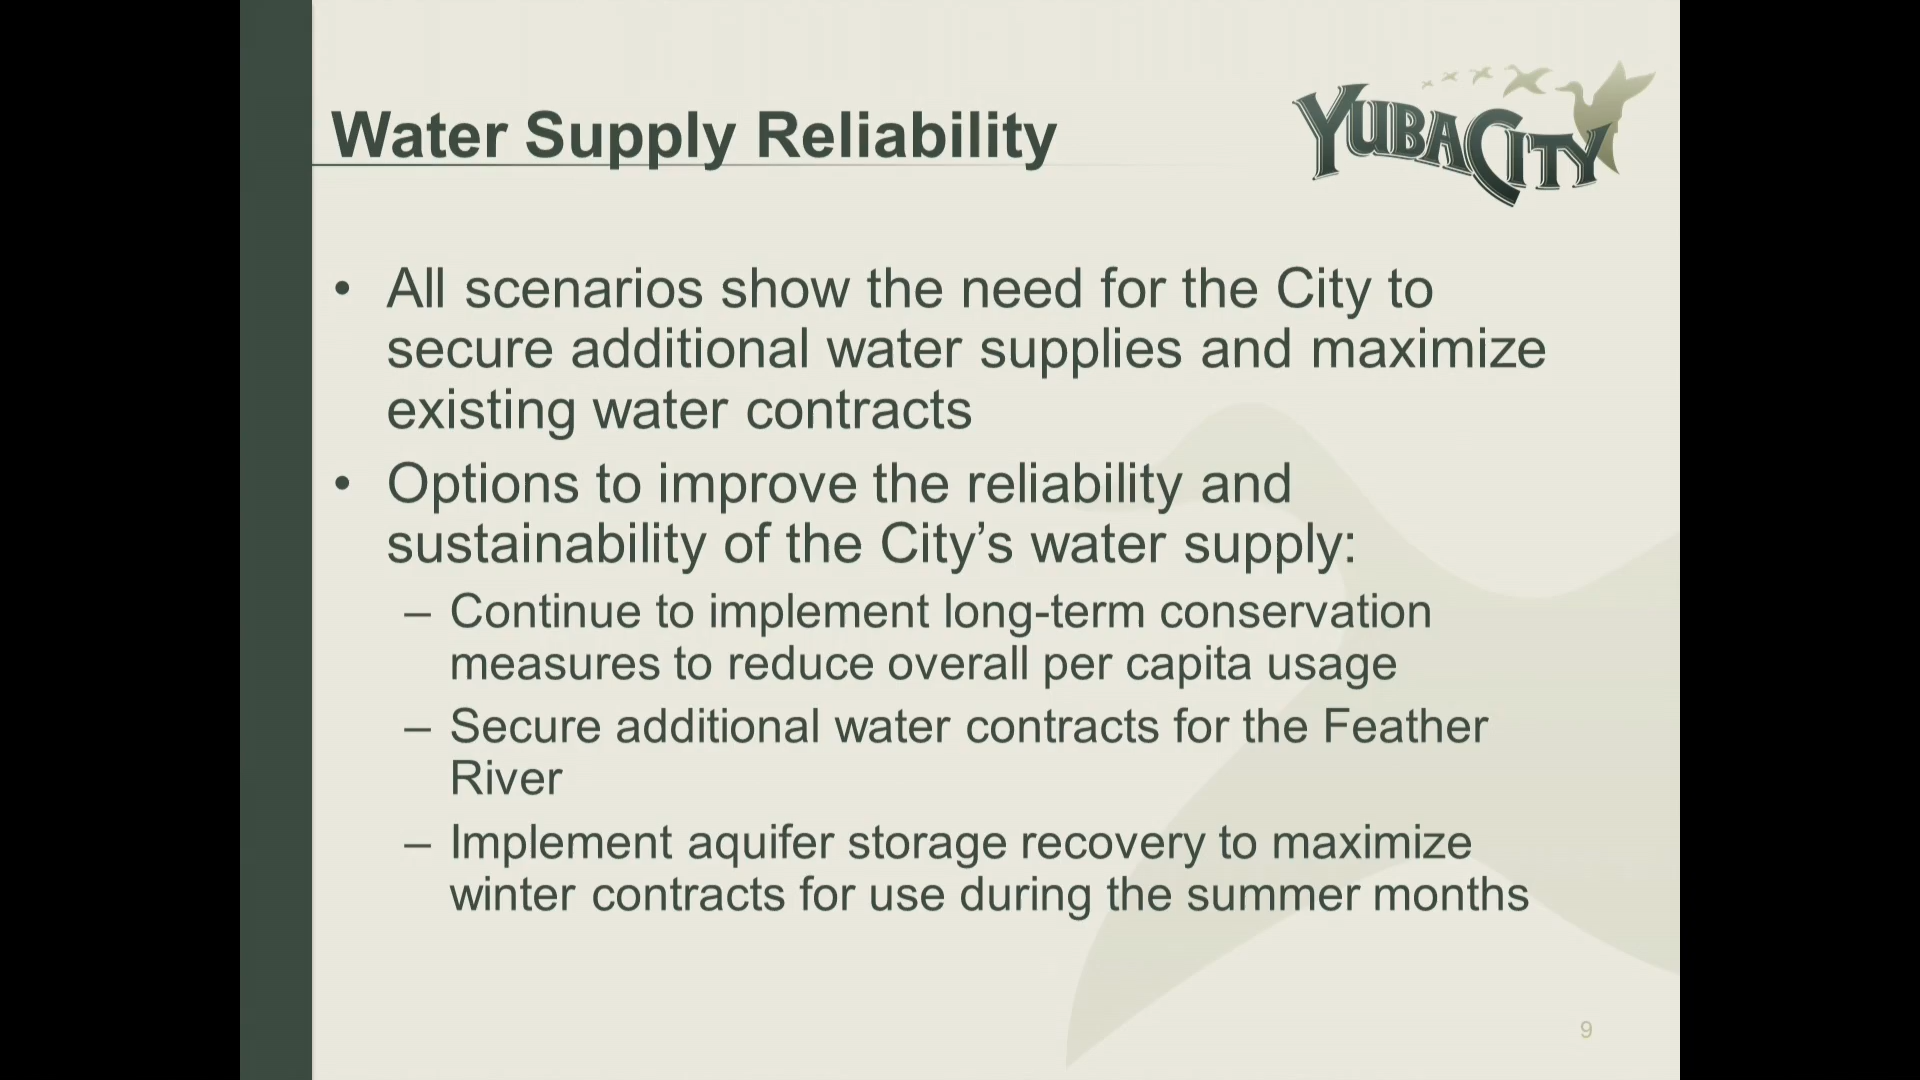 Water Supply Reliability
YUBA CITY
• All scenarios show the need for the City to
secure additional water supplies and maximize
existing water contracts
• Options to improve the reliability and
sustainability of the City’s water supply:
– Continue to implement long-term conservation
measures to reduce overall per capita usage
– Secure additional water contracts for the Feather
River
– Implement aquifer storage recovery to maximize
winter contracts for use during the summer months
9